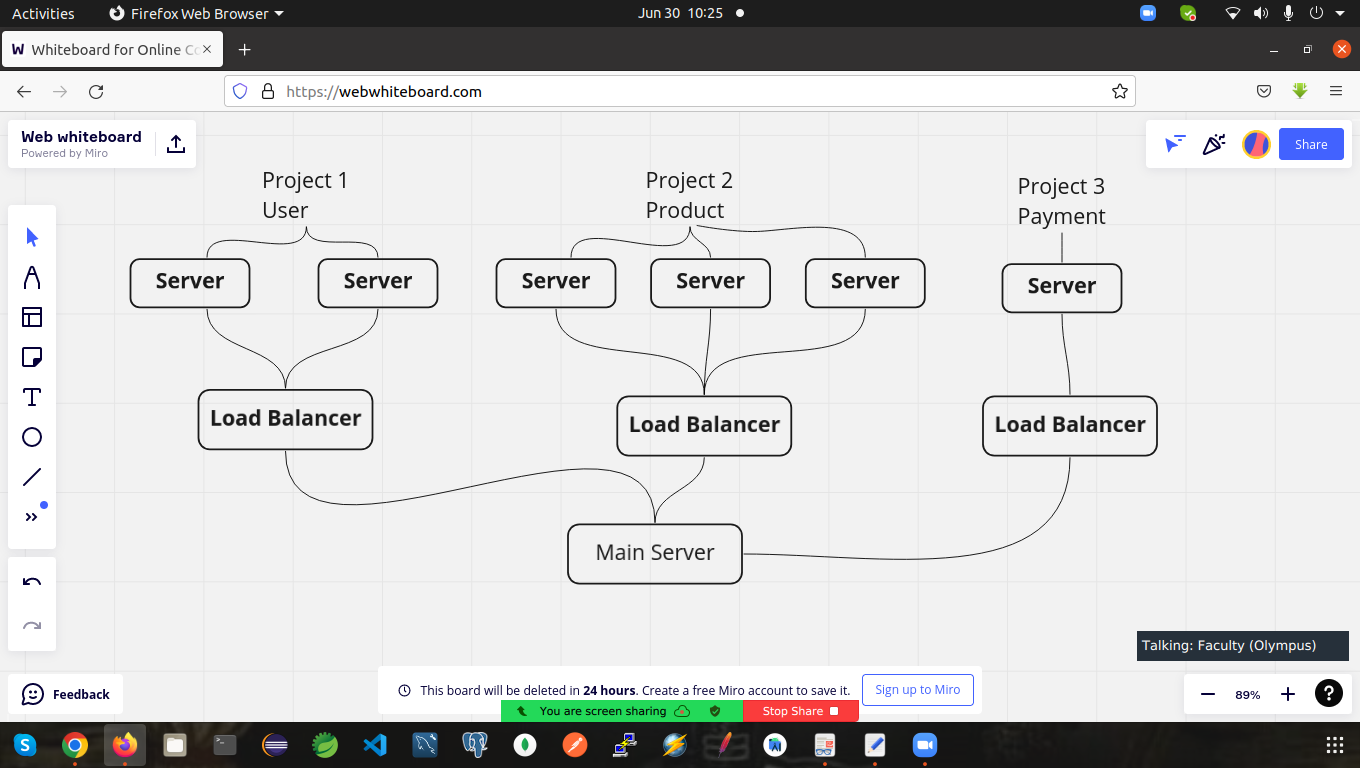 Activities
Firefox Web Browser
Jun 30 10:25
Whiteboard for Online Co
https://webwhiteboard.com
Web whiteboard
Powered by Miro
Share
Project 1
User
Project 2
Product
Project 3
Payment
Server
Server
Server
Server
Server
Server
Load Balancer
Load Balancer
Load Balancer
Main Server
Talking: Faculty (Olympus)
Feedback
This board will be deleted in 24 hours. Create a free Miro account to save it.
Sign up to Miro
89%
You are screen sharing
Stop Share